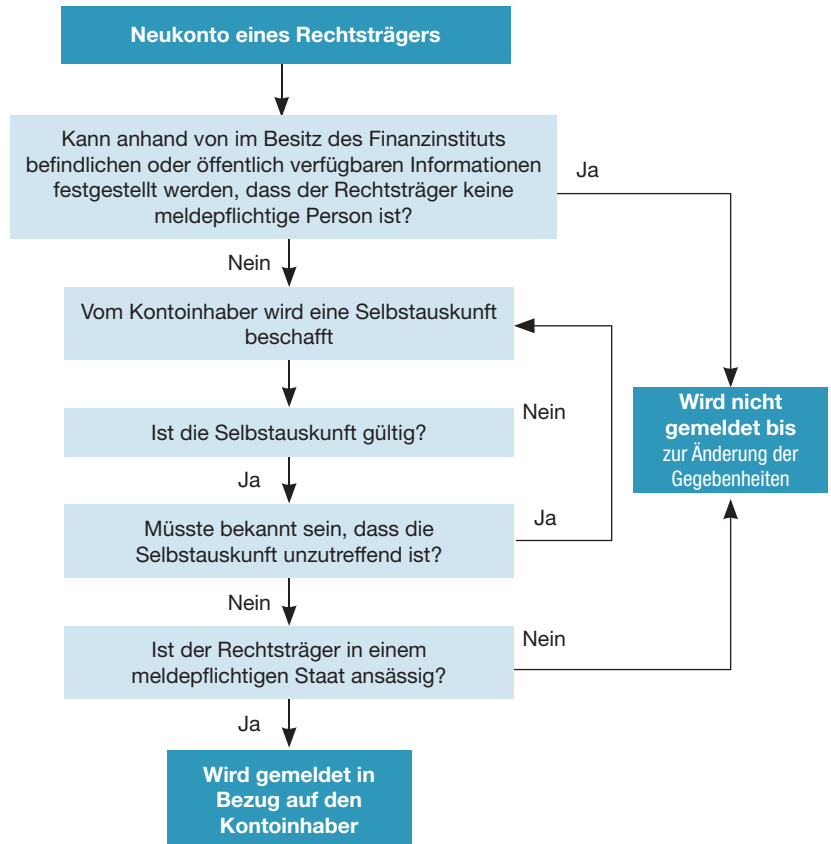 Neukonto eines Rechtsträgers
Kann anhand von im Besitz des Finanzinstituts
befindlichen oder öffentlich verfügbaren Informationen
festgestellt werden, dass der Rechtsträger keine
meldepflichtige Person ist?
Ja
Nein
Vom Kontoinhaber wird eine Selbstauskunft
beschafft
Ist die Selbstauskunft gültig?
Nein
Wird nicht
gemeldet bis
zur Änderung der
Gegebenheiten
Ja
Müsste bekannt sein, dass die
Selbstauskunft unzutreffend ist?
Ja
Nein
Ist der Rechtsträger in einem
meldepflichtigen Staat ansässig?
Nein
Ja
Wird gemeldet in
Bezug auf den
Kontoinhaber